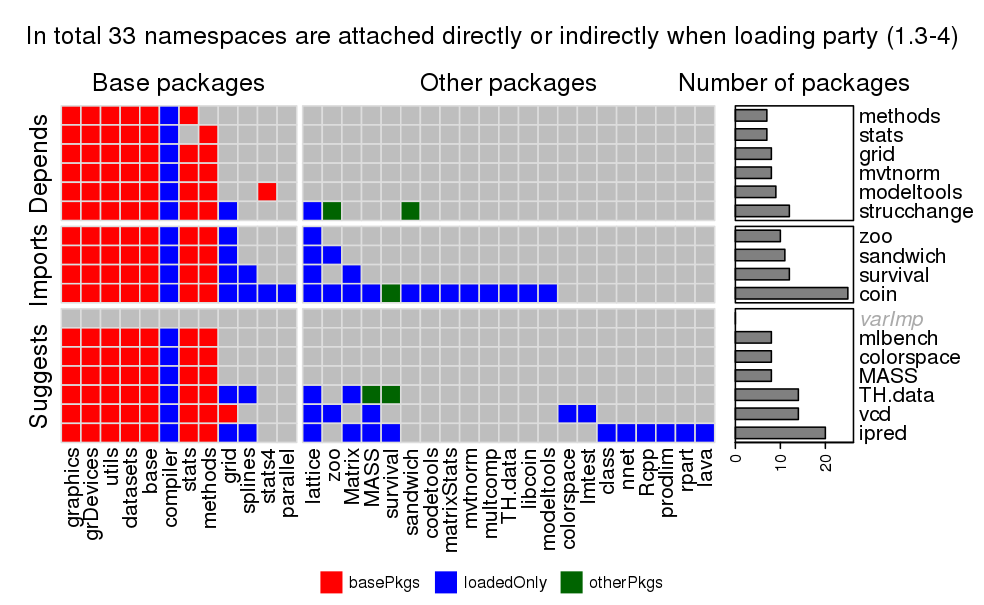 In total 33 namespaces are attached directly or indirectly when loading party (1.3-4)
Base packages
Other packages
Number of packages
Depends
methods
stats
grid
mvtnorm
modeltools
strucchange
Imports
zoo
sandwich
survival
coin
Suggests
varImp
mlbench
colorspace
MASS
TH.data
vcd
ipred
graphics
grDevices
utils
datasets
base
compiler
stats
methods
grid
splines
stats4
parallel
lattice
zoo
Matrix
MASS
survival
sandwich
codetools
matrixStats
mvtnorm
multcomp
TH.data
libcoin
modeltools
colorspace
lmtest
class
nnet
Rcpp
prodlim
rpart
lava
0
10
20
basePkgs
loadedOnly
otherPkgs